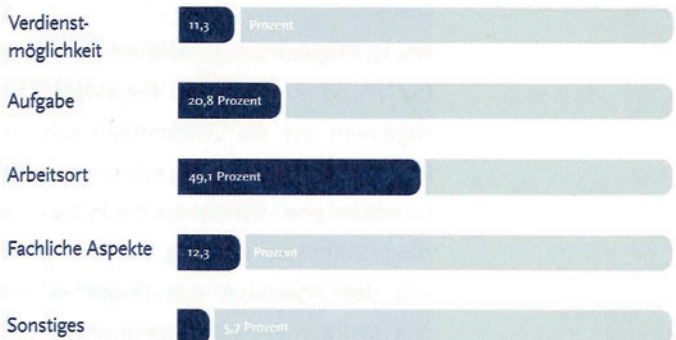 Verdienst-
möglichkeit
11,3 Prozent
Aufgabe
20,8 Prozent
Arbeitsort
49,1 Prozent
Fachliche Aspekte
12,3 Prozent
Sonstiges
5,7 Prozent